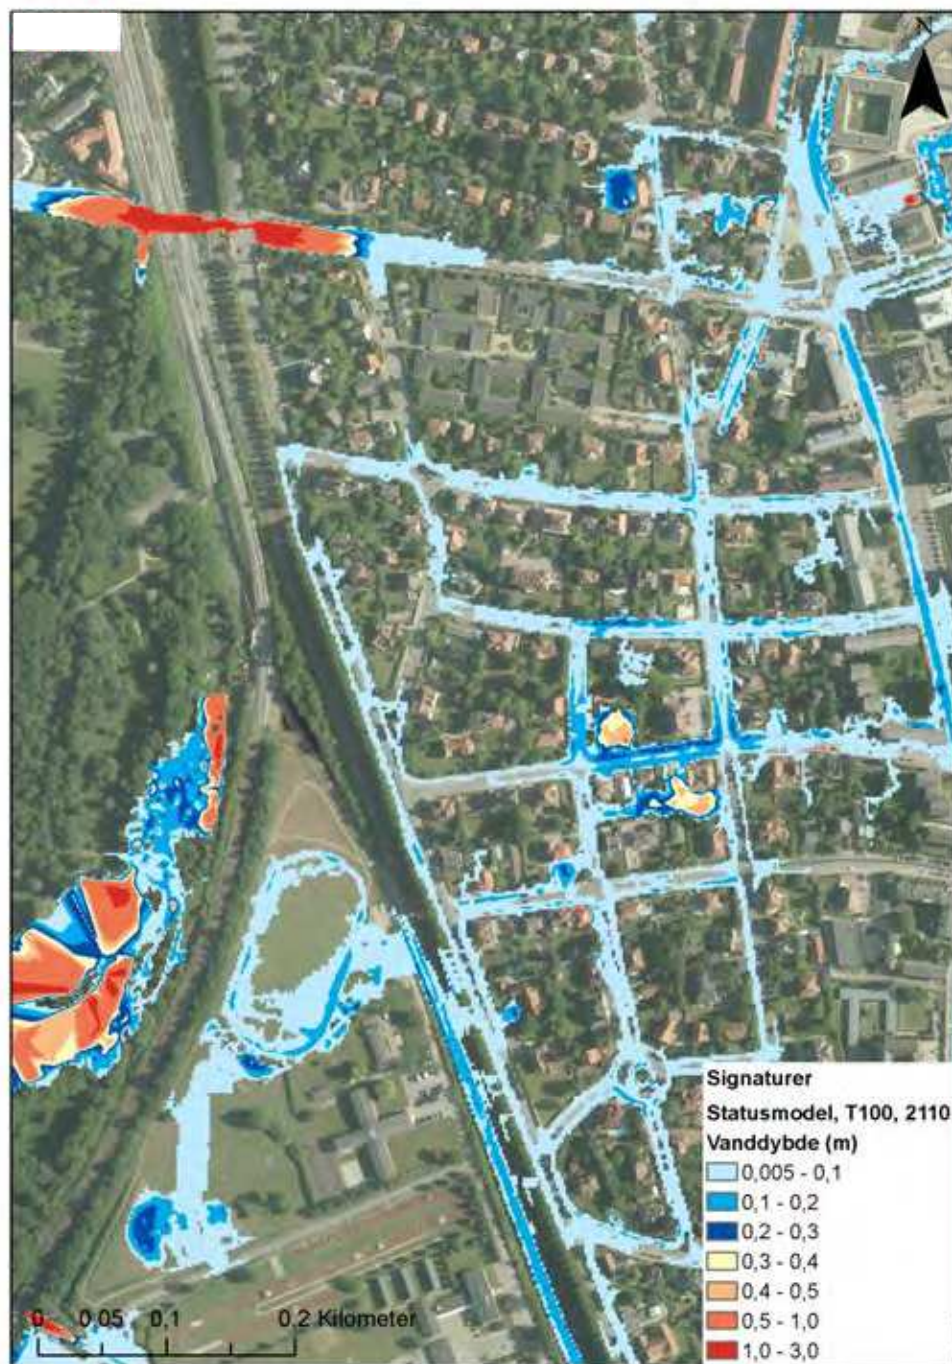 N
Signaturer
Statusmodel, T100, 2110
Vanddybde (m)
0,005 - 0,1
0,1 - 0,2
0,2 - 0,3
0,3 - 0,4
0,4 - 0,5
0,5 - 1,0
1,0 - 3,0
0 0,05 0,1 0,2 Kilometer